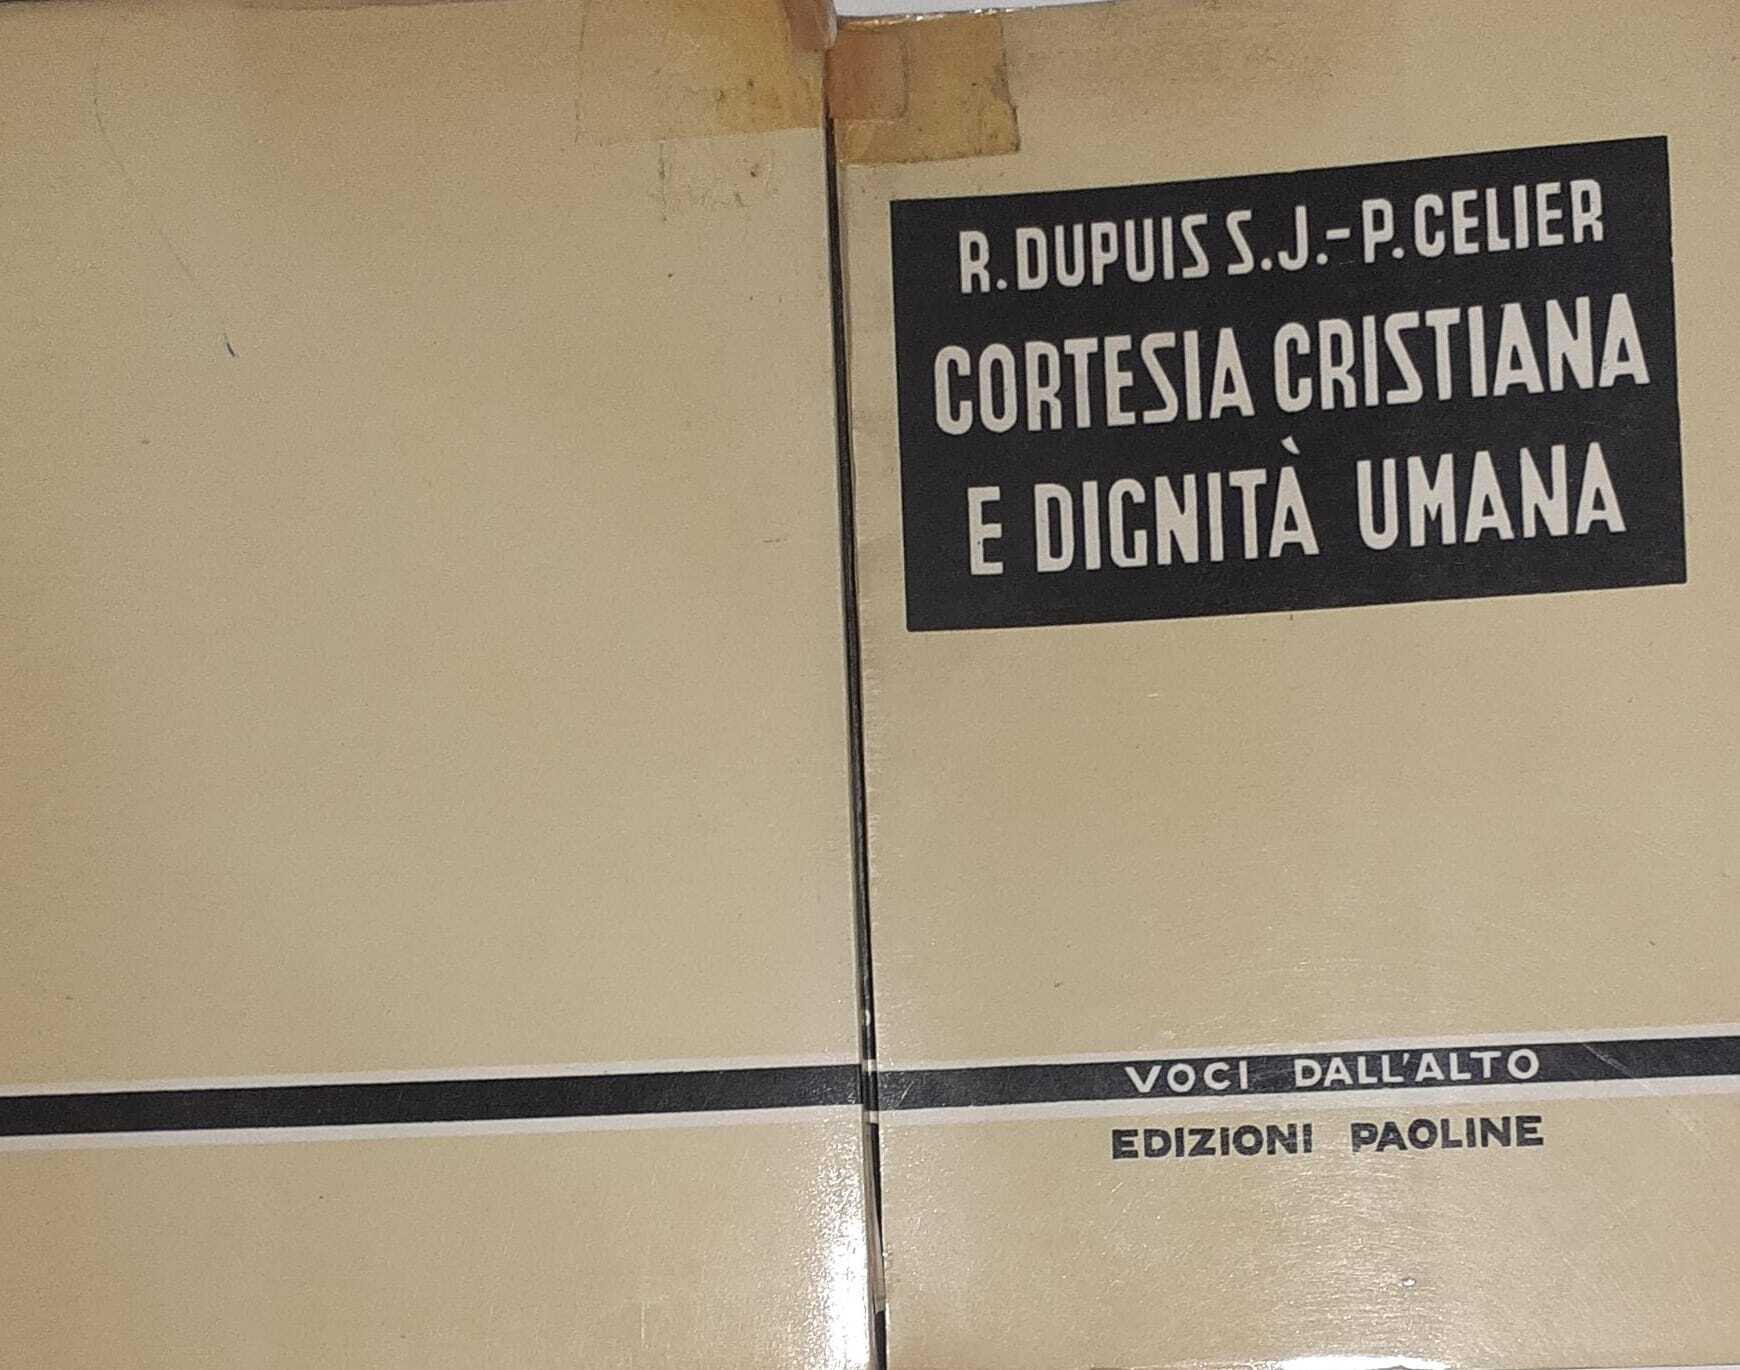 R. DUPUIS S.J.-P. CELIER
CORTESIA CRISTIANA
E DIGNITÀ UMANA
VOCI DALL'ALTO
EDIZIONI PAOLINE